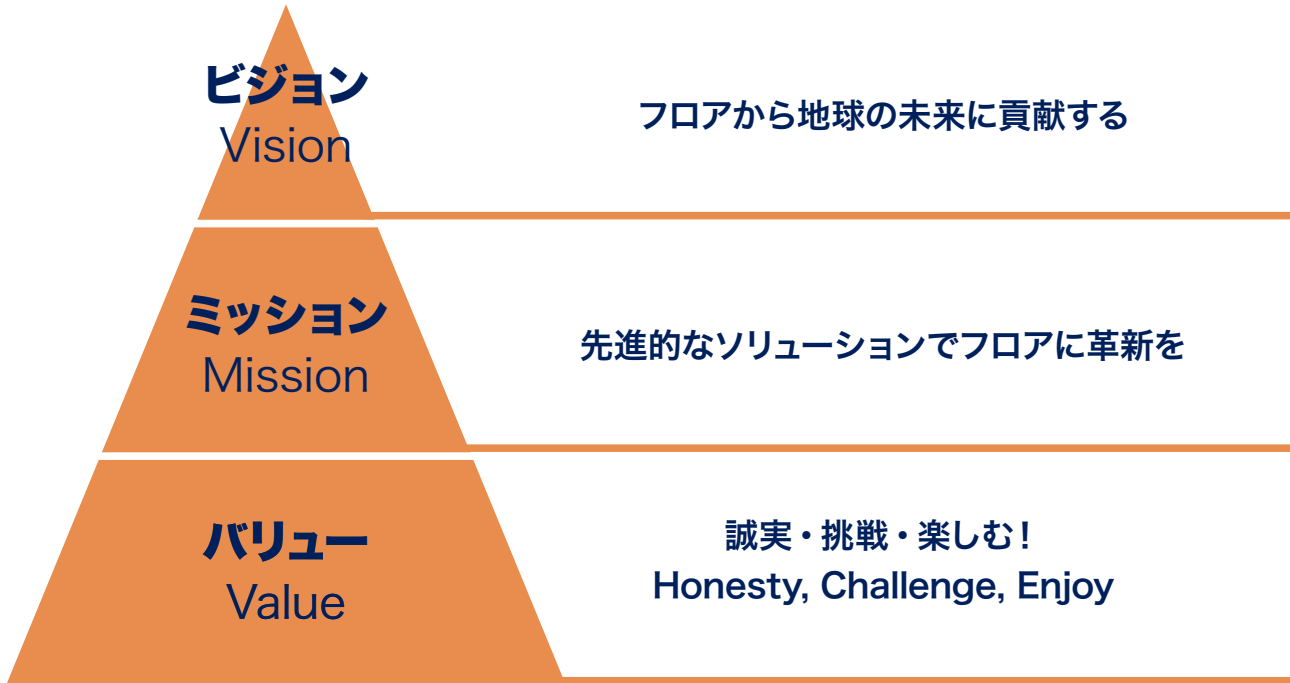 ビジョン
Vision
フロアから地球の未来に貢献する
ミッション
Mission
先進的なソリューションでフロアに革新を
バリュー
Value
誠実・挑戦・楽しむ！
Honesty, Challenge, Enjoy